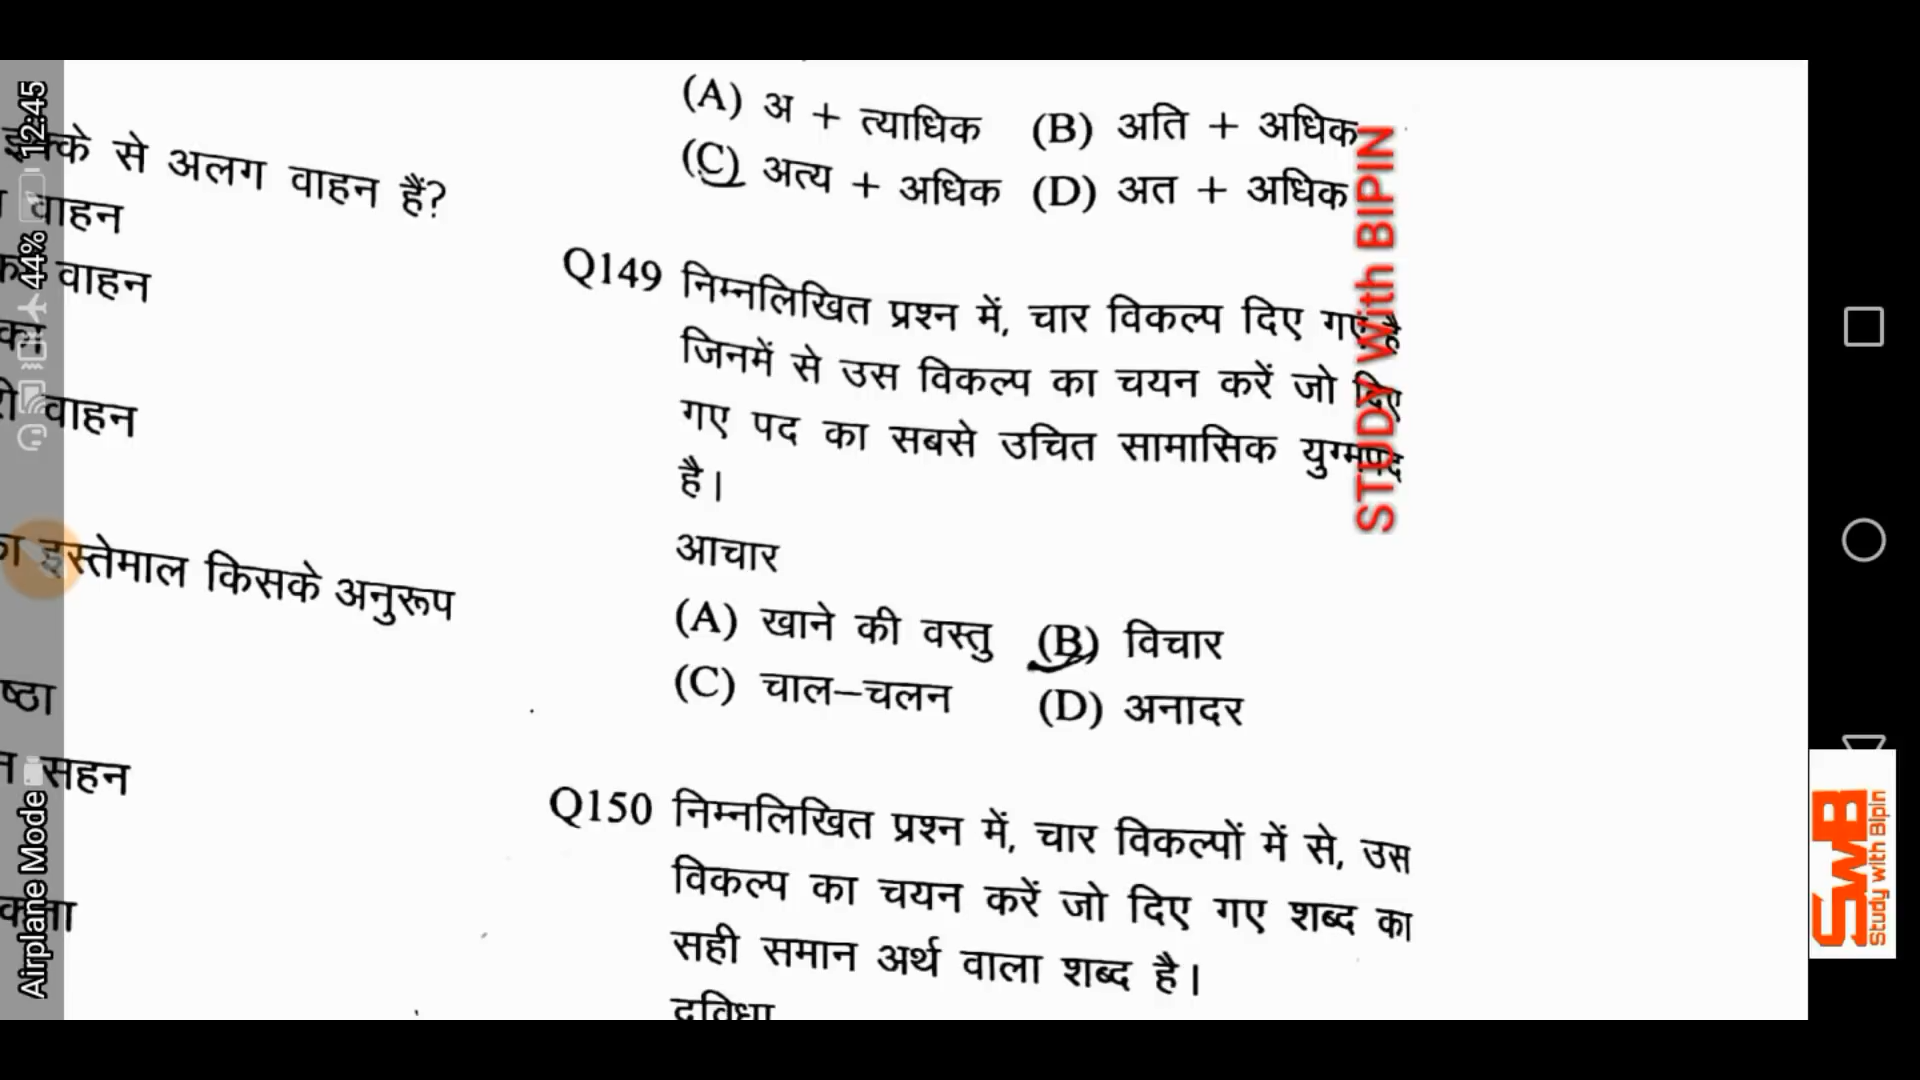 12:45
44%
Airplane Mode
से अलग वाहन हैं?
वाहन
वाहन
वाहन
इस्तेमाल किसके अनुरूप
सहन
(A) अ + त्याधिक (B) अति + अधिक
(C) अत्य + अधिक (D) अत + अधिक
Q149 निम्नलिखित प्रश्न में, चार विकल्प दिए गए है
जिनमें से उस विकल्प का चयन करें जो दिए
गए पद का सबसे उचित सामासिक युग्मपद
है।
आचार
(A) खाने की वस्तु (B) विचार
(C) चाल–चलन (D) अनादर
Q150 निम्नलिखित प्रश्न में, चार विकल्पों में से, उस
विकल्प का चयन करें जो दिए गए शब्द का
सही समान अर्थ वाला शब्द है।
STUDY With BIPIN
SWB
Study with Bipin